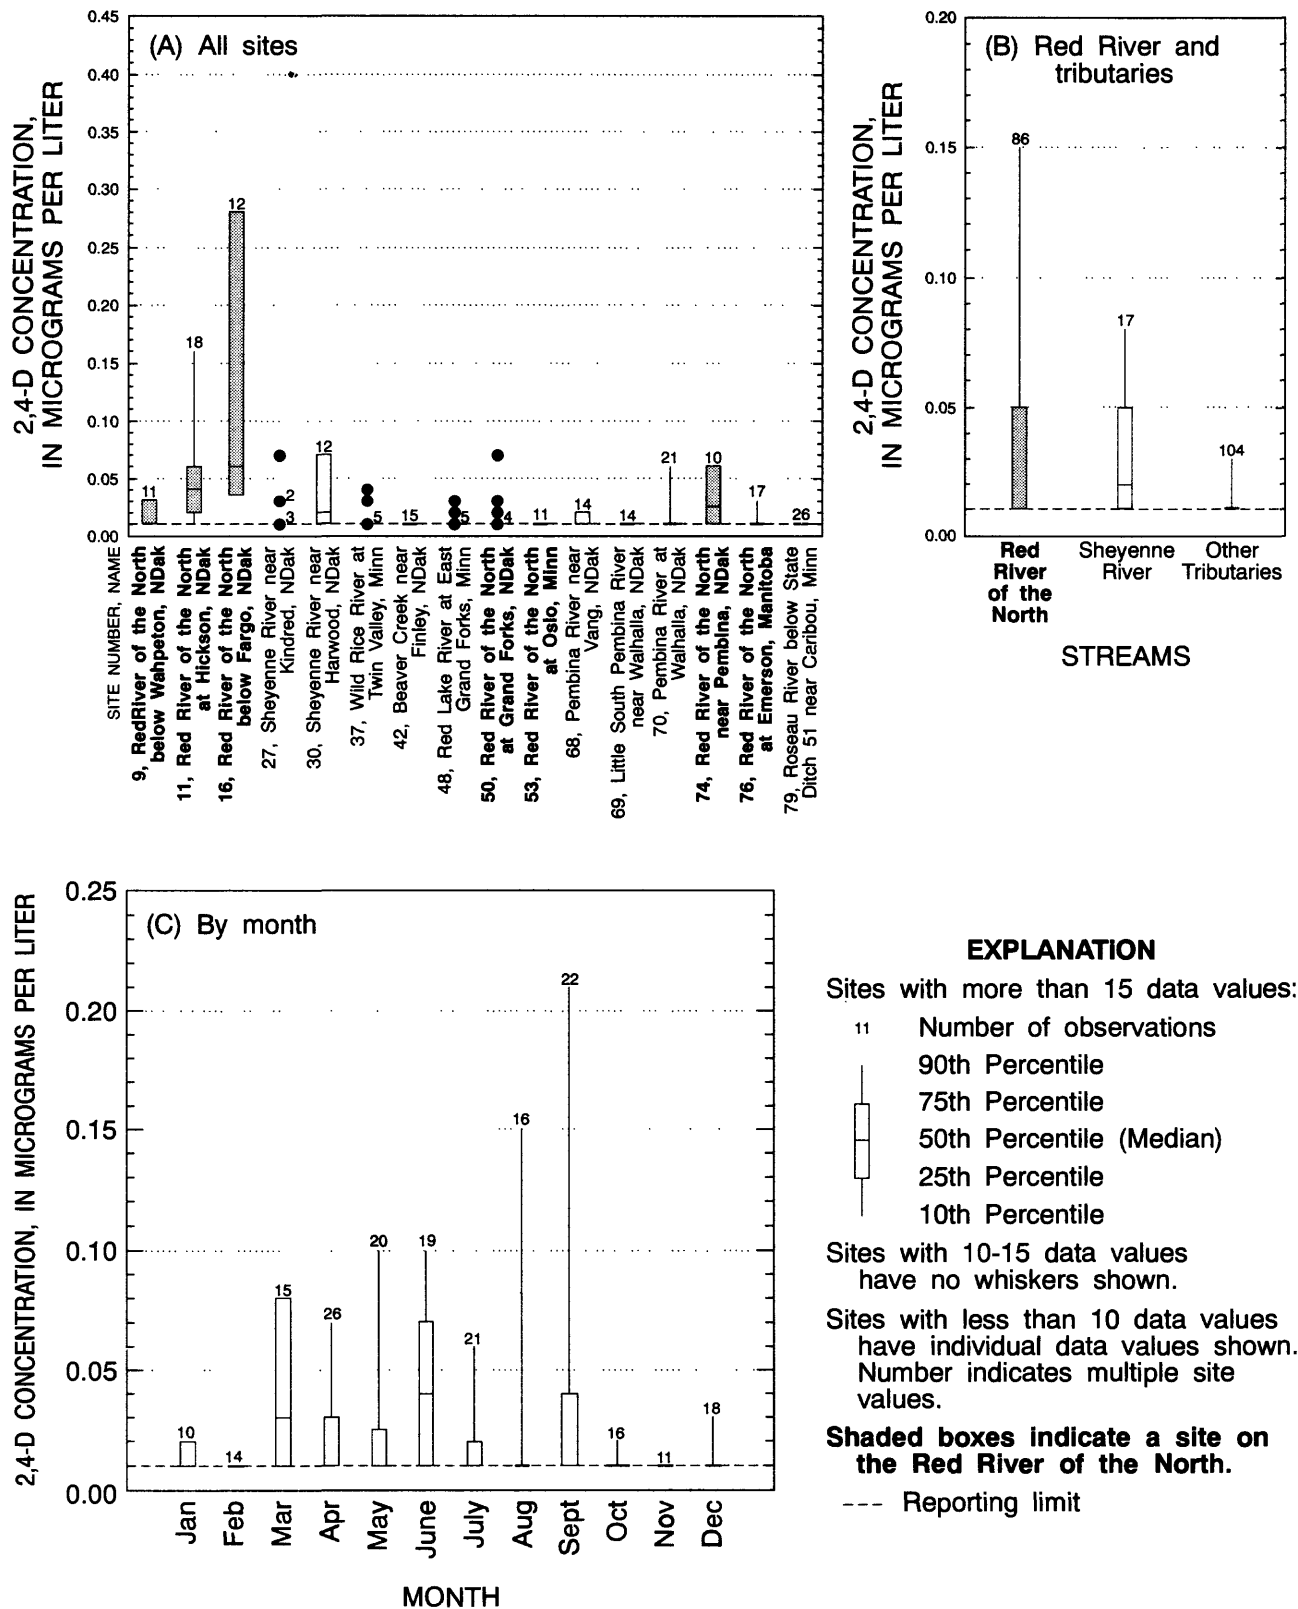 (A) All sites
2,4-D CONCENTRATION,
IN MICROGRAMS PER LITER
0.45
0.40
0.35
0.30
0.25
0.20
0.15
0.10
0.05
0.00
11
18
12
2
3
12
5
15
5
4
11
14
14
21
10
17
26
SITE NUMBER, NAME
9, RedRiver of the North
below Wahpeton, NDak
11, Red River of the North
at Hickson, NDak
16, Red River of the North
below Fargo, NDak
27, Sheyenne River near
Kindred, NDak
30, Sheyenne River near
Harwood, NDak
37, Wild Rice River at
Twin Valley, Minn
42, Beaver Creek near
Finley, NDak
48, Red Lake River at East
Grand Forks, Minn
50, Red River of the North
at Grand Forks, NDak
53, Red River of the North
at Oslo, Minn
68, Pembina River near
Vang, NDak
69, Little South Pembina River
near Walhalla, NDak
70, Pembina River at
Walhalla, NDak
74, Red River of the North
near Pembina, NDak
76, Red River of the North
at Emerson, Manitoba
79, Roseau River below State
Ditch 51 near Caribou, Minn
(B) Red River and
tributaries
2,4-D CONCENTRATION,
IN MICROGRAMS PER LITER
0.20
0.15
0.10
0.05
0.00
86
17
104
Red
River
of the
North
Sheyenne
River
Other
Tributaries
STREAMS
(C) By month
2,4-D CONCENTRATION, IN MICROGRAMS PER LITER
0.25
0.20
0.15
0.10
0.05
0.00
10
14
15
26
20
19
21
16
22
16
11
18
Jan
Feb
Mar
Apr
May
June
July
Aug
Sept
Oct
Nov
Dec
MONTH
EXPLANATION
Sites with more than 15 data values:
11 Number of observations
90th Percentile
75th Percentile
50th Percentile (Median)
25th Percentile
10th Percentile
Sites with 10-15 data values
have no whiskers shown.
Sites with less than 10 data values
have individual data values shown.
Number indicates multiple site
values.
Shaded boxes indicate a site on
the Red River of the North.
--- Reporting limit